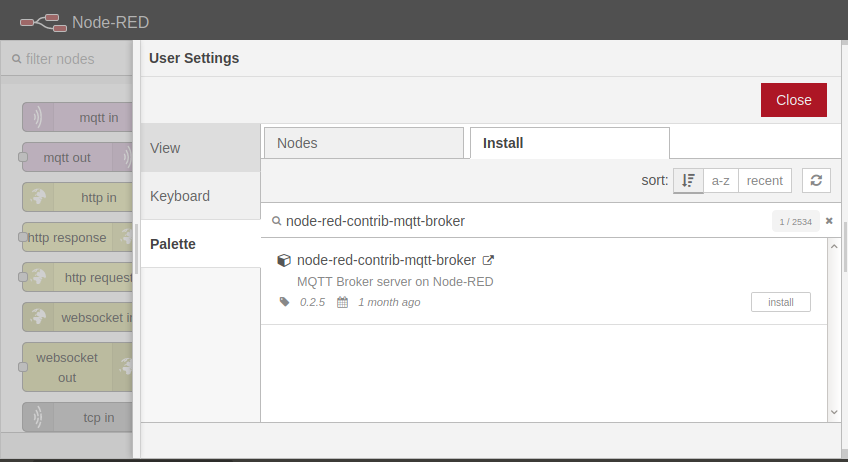 Node-RED
filter nodes
mqtt in
mqtt out
http in
http response
http request
websocket in
websocket
out
tcp in
User Settings
Close
View
Keyboard
Palette
Nodes
Install
sort:
a-z
recent
node-red-contrib-mqtt-broker
1 / 2534
node-red-contrib-mqtt-broker
MQTT Broker server on Node-RED
0.2.5
1 month ago
install